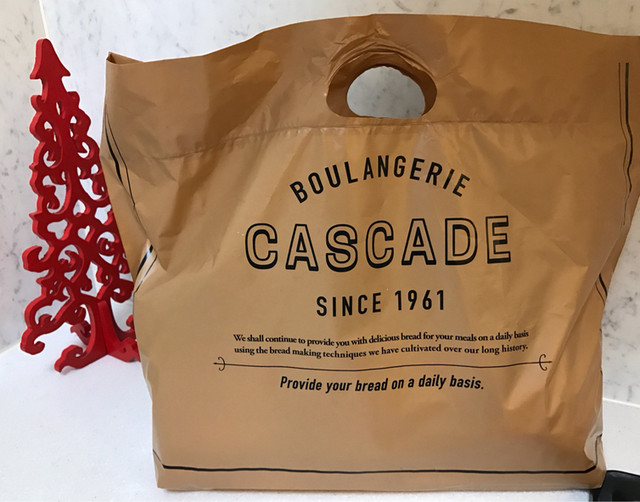 BOULANGERIE
CASCADE
SINCE 1961
We shall continue to provide you with delicious bread for your meals on a daily basis
using the bread making techniques we have cultivated over our long history.
Provide your bread on a daily basis.